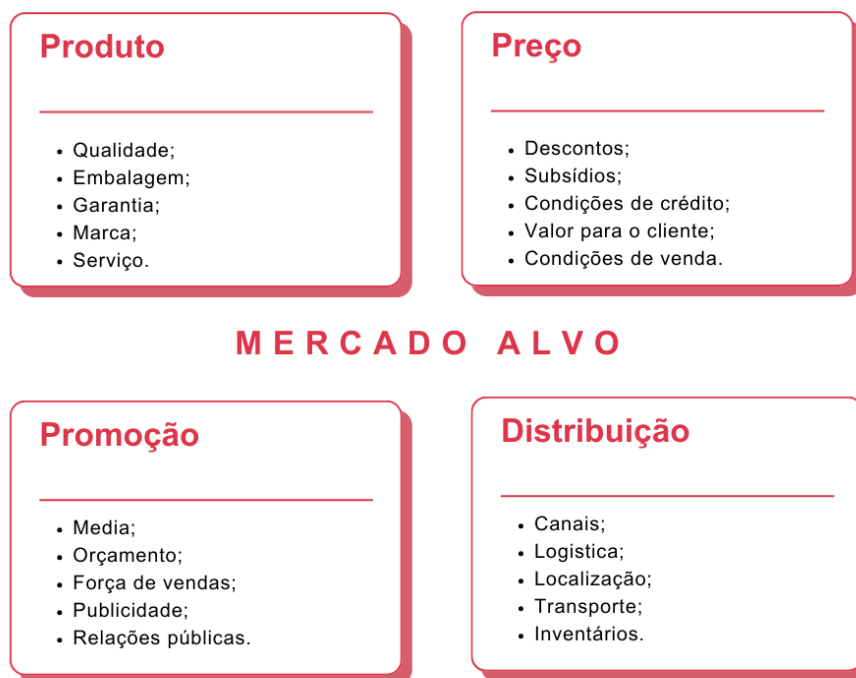 Produto
• Qualidade;
• Embalagem;
• Garantia;
• Marca;
• Serviço.
Preço
• Descontos;
• Subsídios;
• Condições de crédito;
• Valor para o cliente;
• Condições de venda.
MERCADO ALVO
Promoção
• Media;
• Orçamento;
• Força de vendas;
• Publicidade;
• Relações públicas.
Distribuição
• Canais;
• Logistica;
• Localização;
• Transporte;
• Inventários.